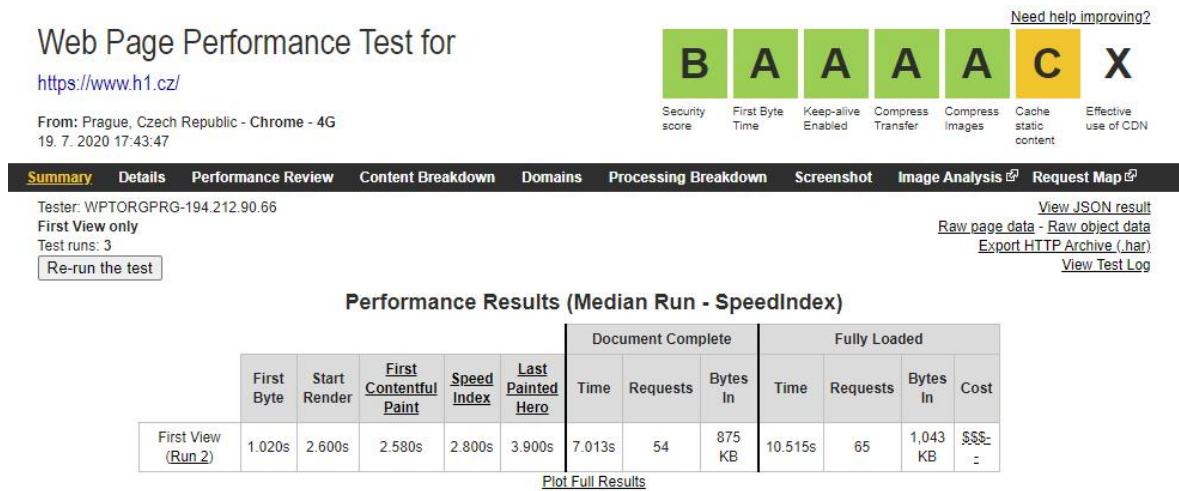 Need help improving?
Web Page Performance Test for
https://www.h1.cz/
From: Prague, Czech Republic - Chrome - 4G
19. 7. 2020 17:43:47
B A A A A C X
Security score
First Byte Time
Keep-alive Enabled
Compress Transfer
Compress Images
Cache static content
Effective use of CDN
Summary Details Performance Review Content Breakdown Domains Processing Breakdown Screenshot Image Analysis Request Map
Tester: WPTORGPRG-194.212.90.66
First View only
Test runs: 3
Re-run the test
View JSON result
Raw page data - Raw object data
Export HTTP Archive (.har)
View Test Log
Performance Results (Median Run - SpeedIndex)
Document Complete Fully Loaded
First Byte Start Render First Contentful Paint Speed Index Last Painted Hero Time Requests Bytes In Time Requests Bytes In Cost
First View (Run 2) 1.020s 2.600s 2.580s 2.800s 3.900s 7.013s 54 875 KB 10.515s 65 1,043 KB $$$--
Plot Full Results